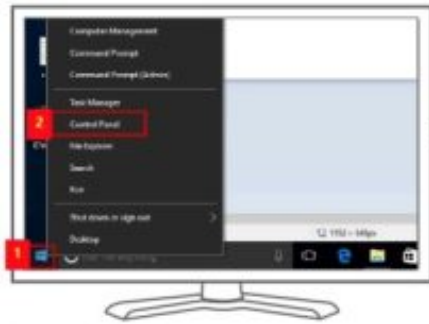 Computer Management
Command Prompt
Command Prompt (Admin)
Task Manager
2
Control Panel
File Explorer
Search
Run
Shut down or sign out
Desktop
1